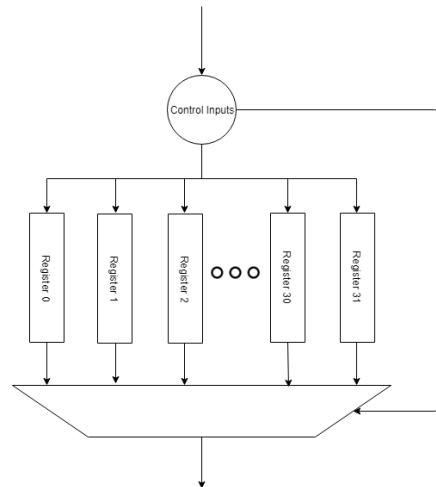 Control Inputs
Register 0
Register 1
Register 2
Register 30
Register 31